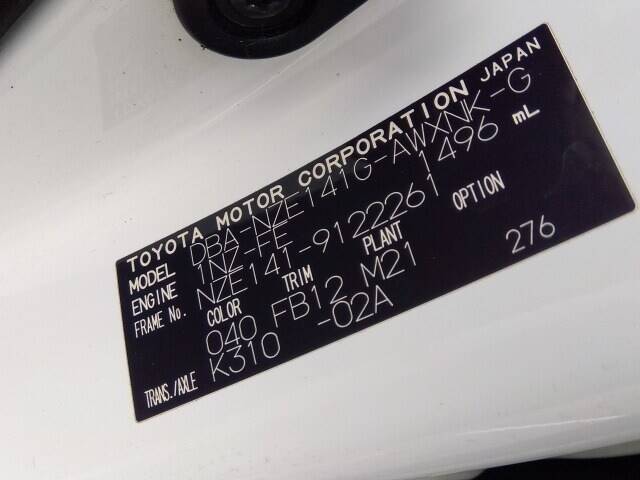 TOYOTA MOTOR CORPORATION JAPAN
MODEL DBA-NZE141G-AWXNK-G
ENGINE 1NZ-FE 1496 mL
FRAME No. NZE141-9122261
COLOR TRIM PLANT OPTION
040 FB12 M21 276
TRANS./AXLE K310 -02A